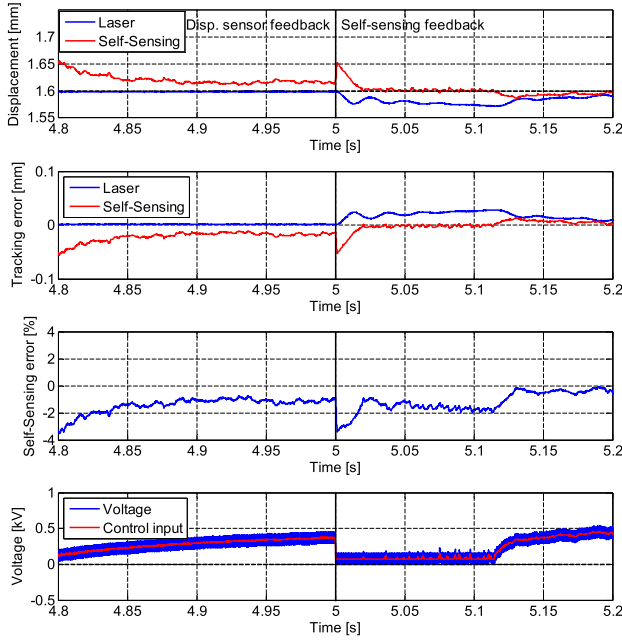 Displacement [mm]
1.7
1.65
1.6
1.55
Laser
Self-Sensing
Disp. sensor feedback
Self-sensing feedback
4.8 4.85 4.9 4.95 5 5.05 5.1 5.15 5.2
Time [s]
Tracking error [mm]
0.1
0
-0.1
Laser
Self-Sensing
4.8 4.85 4.9 4.95 5 5.05 5.1 5.15 5.2
Time [s]
Self-Sensing error [%]
4
2
0
-2
-4
4.8 4.85 4.9 4.95 5 5.05 5.1 5.15 5.2
Time [s]
Voltage [kV]
1
0.5
0
-0.5
Voltage
Control input
4.8 4.85 4.9 4.95 5 5.05 5.1 5.15 5.2
Time [s]